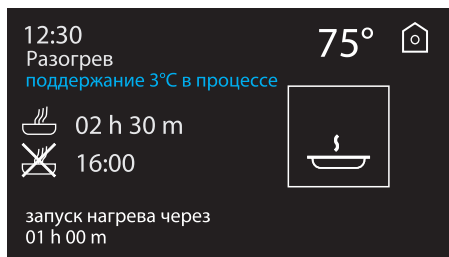 12:30
75°
Разогрев
поддержание 3°C в процессе
02 h 30 m
16:00
запуск нагрева через
01 h 00 m